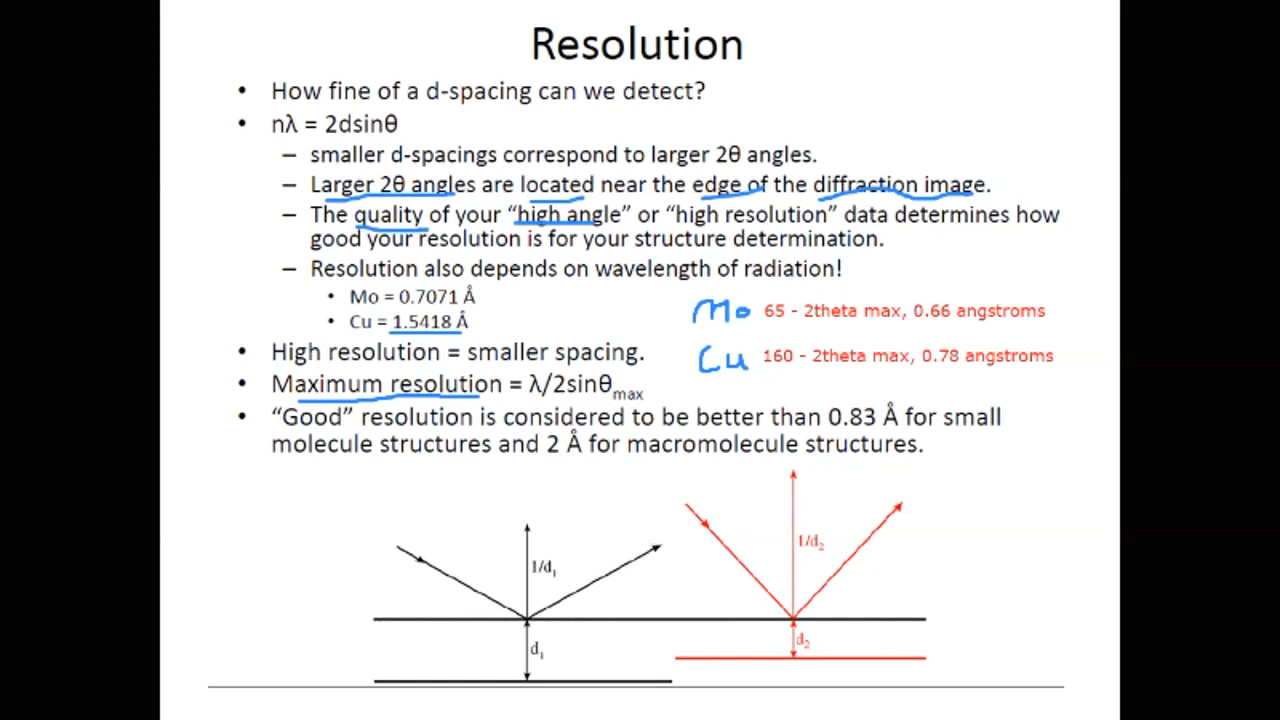 Resolution
• How fine of a d-spacing can we detect?
• nλ = 2dsinθ
– smaller d-spacings correspond to larger 2θ angles.
– Larger 2θ angles are located near the edge of the diffraction image.
– The quality of your “high angle” or “high resolution” data determines how
good your resolution is for your structure determination.
– Resolution also depends on wavelength of radiation!
• Mo = 0.7071 Å
• Cu = 1.5418 Å
Mo 65 - 2theta max, 0.66 angstroms
Cu 160 - 2theta max, 0.78 angstroms
• High resolution = smaller spacing.
• Maximum resolution = λ/2sinθmax
• “Good” resolution is considered to be better than 0.83 Å for small
molecule structures and 2 Å for macromolecule structures.
1/d1
d1
1/d2
d2